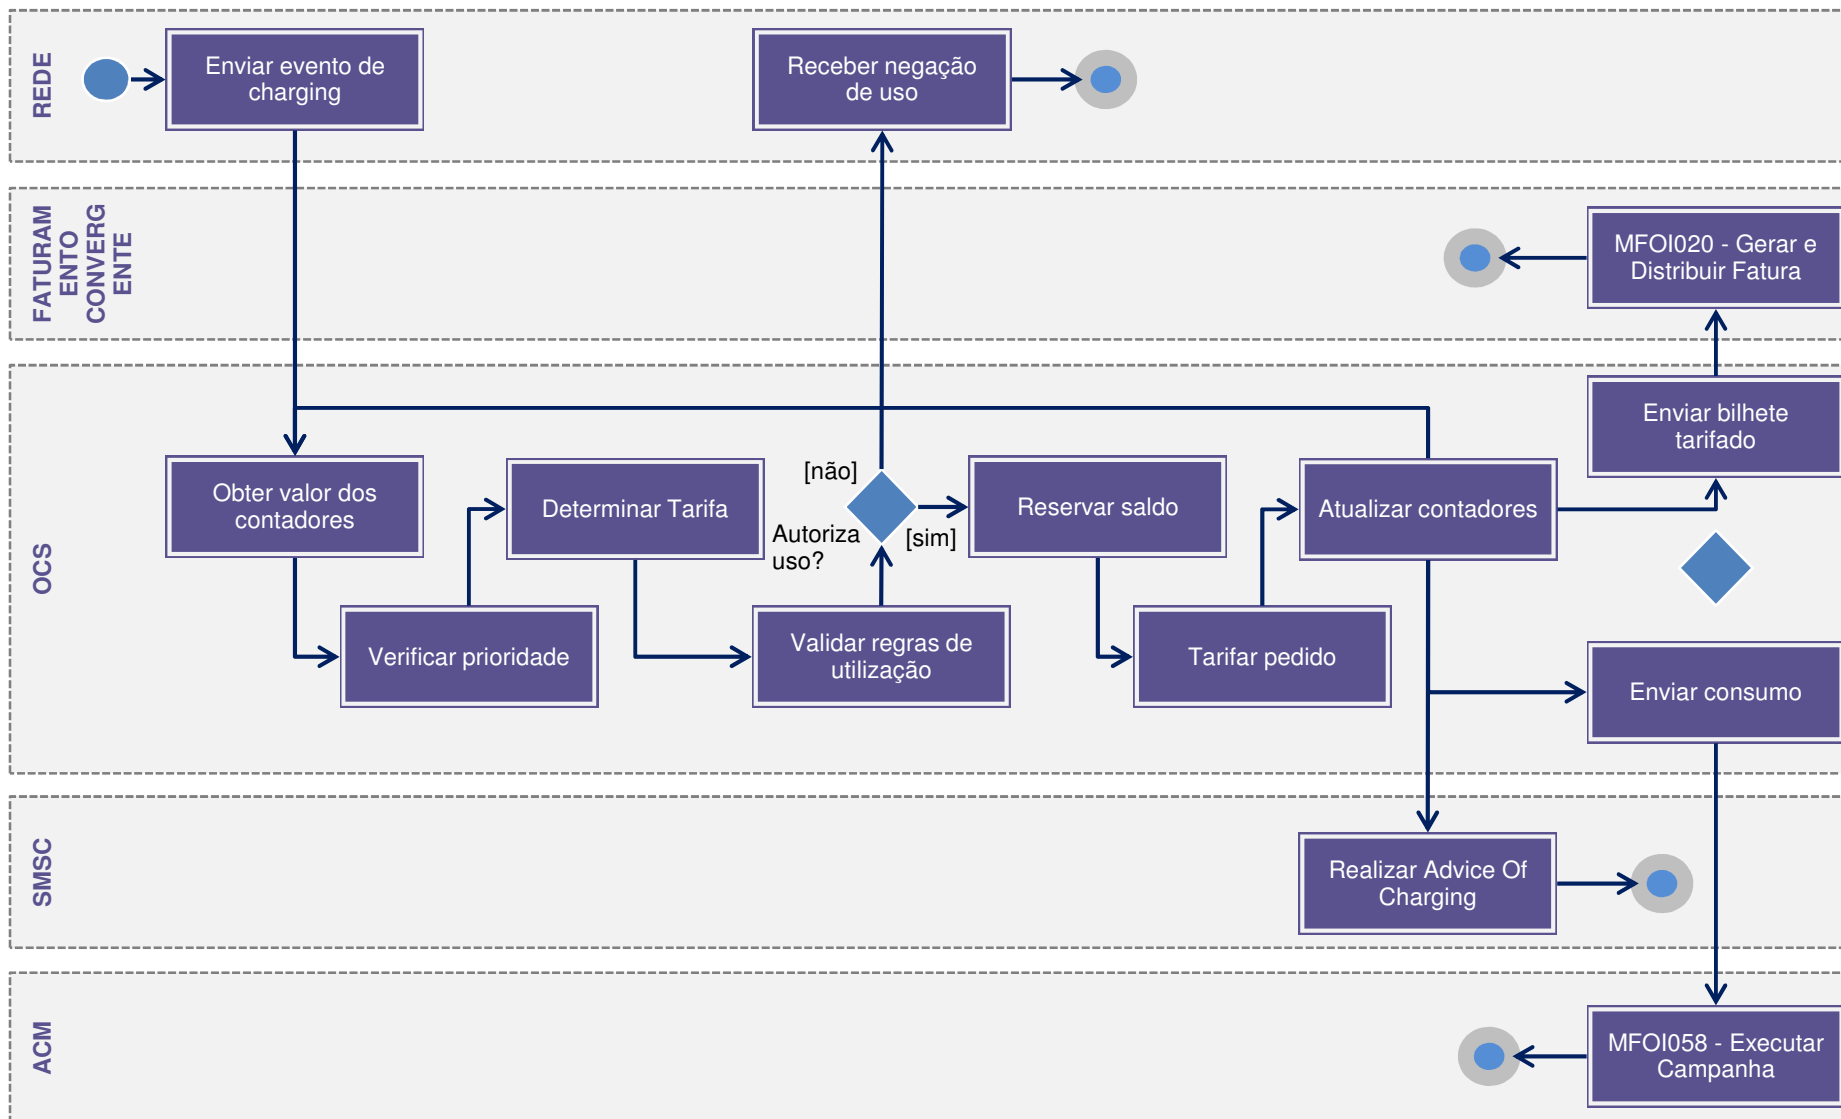 REDE
Enviar evento de
charging
Receber negação
de uso
FATURAM
ENTO
CONVERG
ENTE
MFOI020 - Gerar e
Distribuir Fatura
OCS
Enviar bilhete
tarifado
Obter valor dos
contadores
Determinar Tarifa
[não]
Autoriza
uso?
[sim]
Reservar saldo
Atualizar contadores
Verificar prioridade
Validar regras de
utilização
Tarifar pedido
Enviar consumo
SMSC
Realizar Advice Of
Charging
ACM
MFOI058 - Executar
Campanha